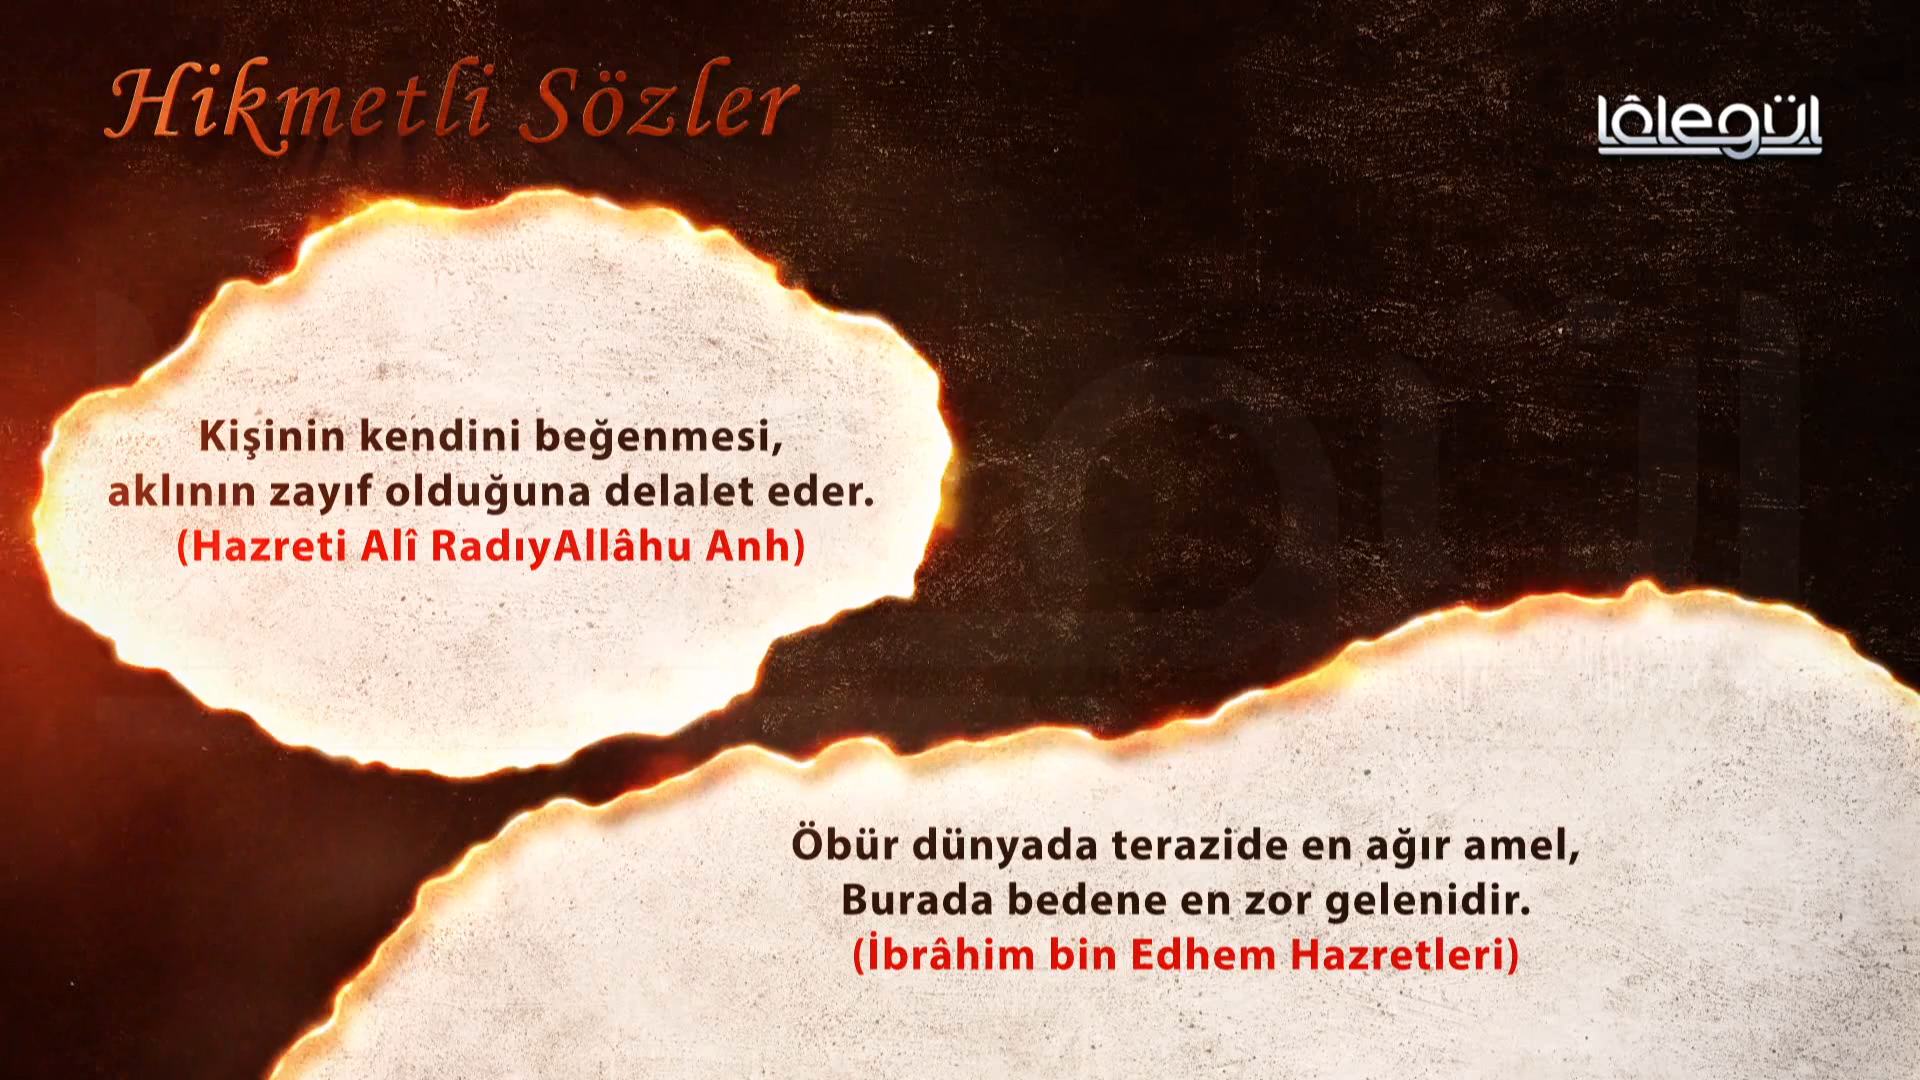 Hikmetli Sözler
lâlegül
Kişinin kendini beğenmesi,
aklının zayıf olduğuna delalet eder.
(Hazreti Alî RadıyAllâhu Anh)
Öbür dünyada terazide en ağır amel,
Burada bedene en zor gelenidir.
(İbrâhim bin Edhem Hazretleri)